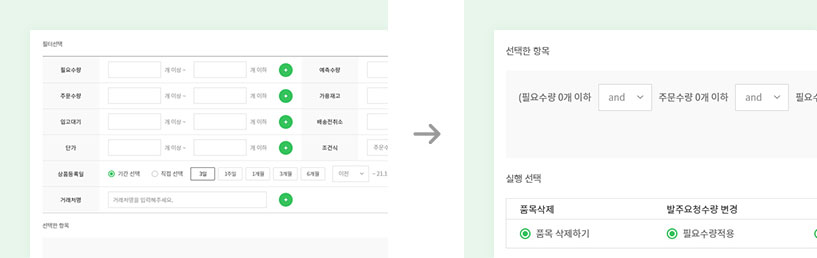 필터선택
필요수량 개 이상 ~ 개 이하 예측수량
주문수량 개 이상 ~ 개 이하 가용재고
입고대기 개 이상 ~ 개 이하 배송전취소
단가 개 이상 ~ 개 이하 조건식 주문수
상품등록일 기간 선택 직접 선택 3일 1주일 1개월 3개월 6개월 이전 ~ 21.1
거래처명 거래처명을 입력해주세요.
선택한 항목
선택한 항목
(필요수량 0개 이하 and 주문수량 0개 이하 and 필요수
실행 선택
품목삭제 발주요청수량 변경
품목 삭제하기 필요수량적용